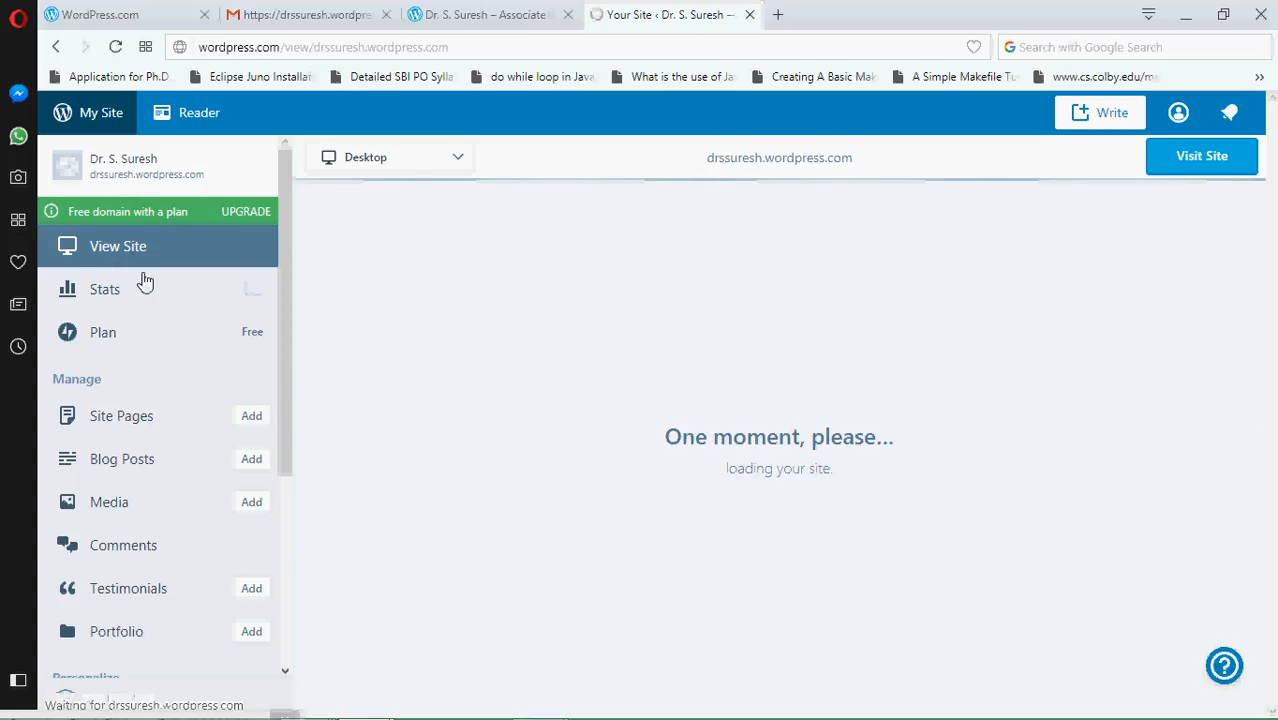 WordPress.com
https://drssuresh.wordpre
Dr. S. Suresh – Associate
Your Site ‹ Dr. S. Suresh —
wordpress.com/view/drssuresh.wordpress.com
Search with Google Search
Application for Ph.D
Eclipse Juno Installat
Detailed SBI PO Sylla
do while loop in Java
What is the use of Ja
Creating A Basic Mak
A Simple Makefile Tu
www.cs.colby.edu/ma
My Site
Reader
Write
Dr. S. Suresh
drssuresh.wordpress.com
Desktop
drssuresh.wordpress.com
Visit Site
Free domain with a plan
UPGRADE
View Site
Stats
Plan
Free
Manage
Site Pages
Add
Blog Posts
Add
Media
Add
Comments
Testimonials
Add
Portfolio
Add
One moment, please...
loading your site.
Personalize
Waiting for drssuresh.wordpress.com